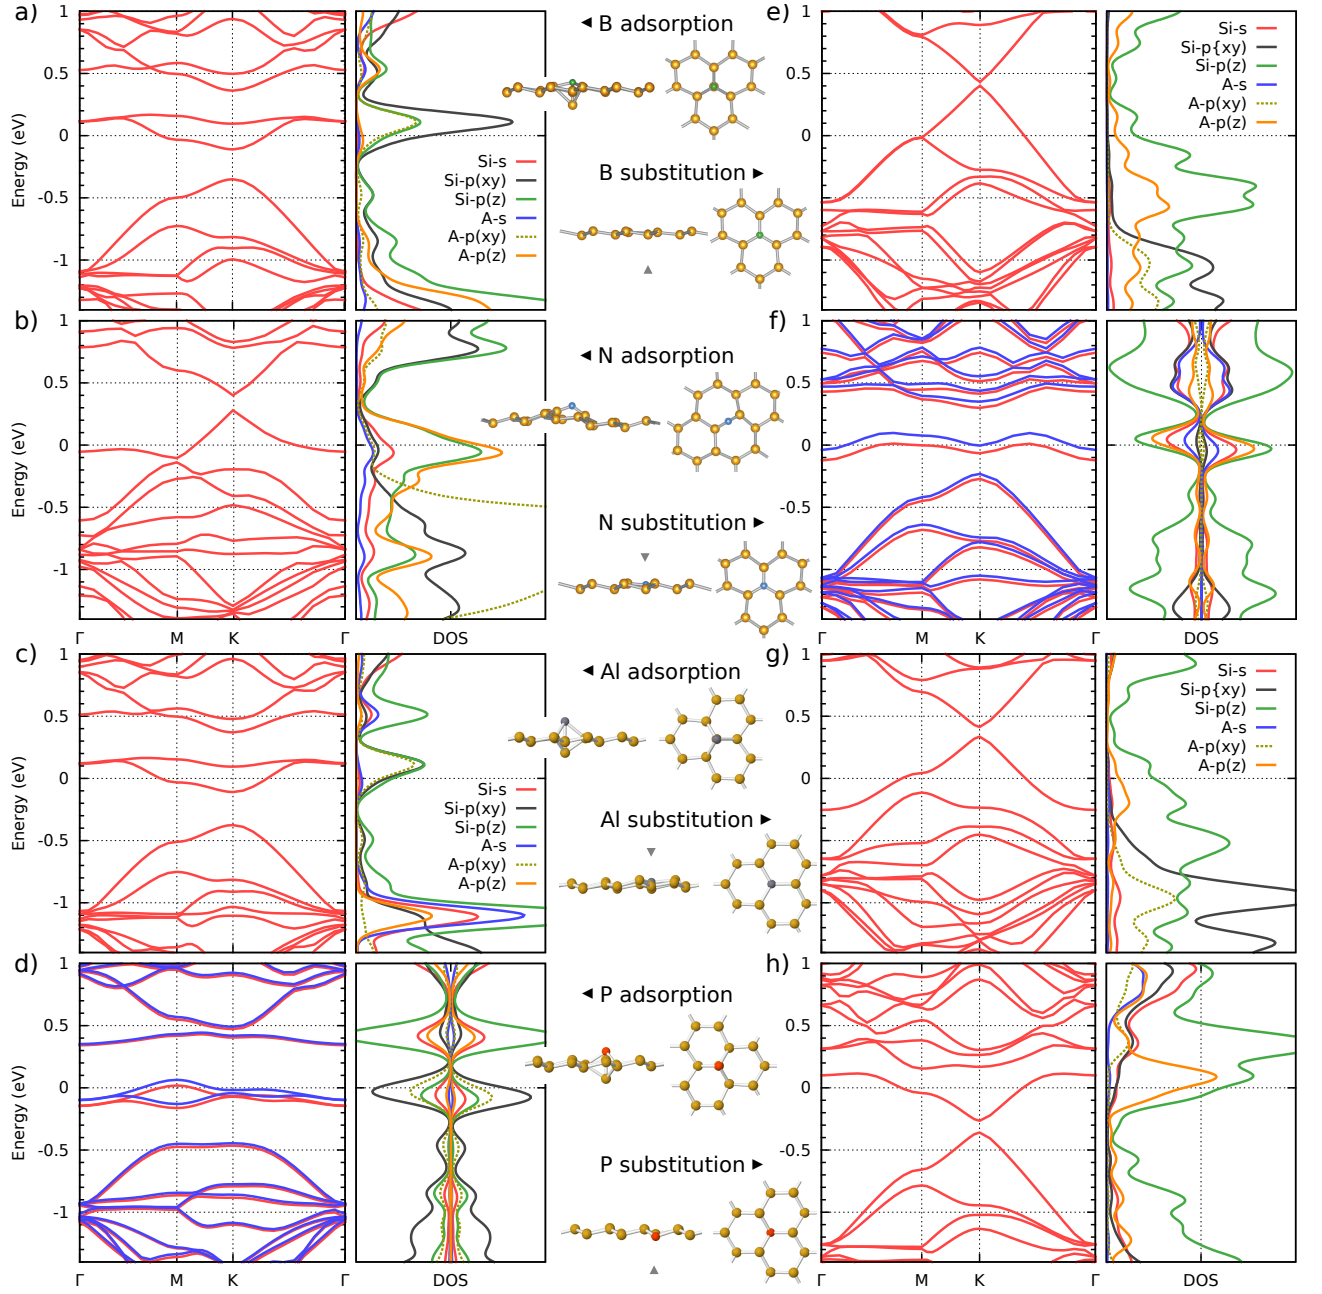 a)
Energy (eV)
1
0.5
0
-0.5
-1
Si-s
Si-p(xy)
Si-p(z)
A-s
A-p(xy)
A-p(z)
◄ B adsorption
B substitution ►
e)
1
0.5
0
-0.5
-1
Si-s
Si-p{xy)
Si-p(z)
A-s
A-p(xy)
A-p(z)
b)
Energy (eV)
1
0.5
0
-0.5
-1
Γ M K Γ
DOS
◄ N adsorption
N substitution ►
f)
1
0.5
0
-0.5
-1
Γ M K Γ
DOS
c)
Energy (eV)
1
0.5
0
-0.5
-1
Si-s
Si-p(xy)
Si-p(z)
A-s
A-p(xy)
A-p(z)
◄ Al adsorption
Al substitution ►
g)
1
0.5
0
-0.5
-1
Si-s
Si-p{xy)
Si-p(z)
A-s
A-p(xy)
A-p(z)
d)
Energy (eV)
1
0.5
0
-0.5
-1
Γ M K Γ
DOS
◄ P adsorption
P substitution ►
h)
1
0.5
0
-0.5
-1
Γ M K Γ
DOS